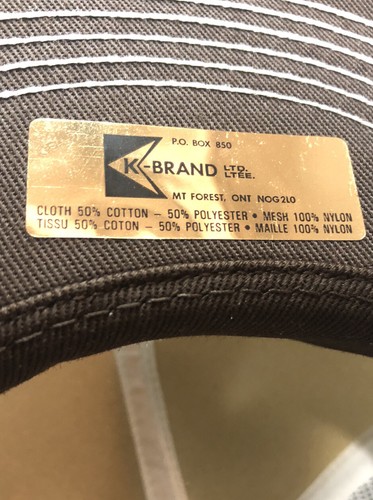 P.O. BOX 850
K-BRAND LTD. LTÉE.
MT FOREST, ONT NOG2LO
CLOTH 50% COTTON – 50% POLYESTER • MESH 100% NYLON
TISSU 50% COTON – 50% POLYESTER • MAILLE 100% NYLON